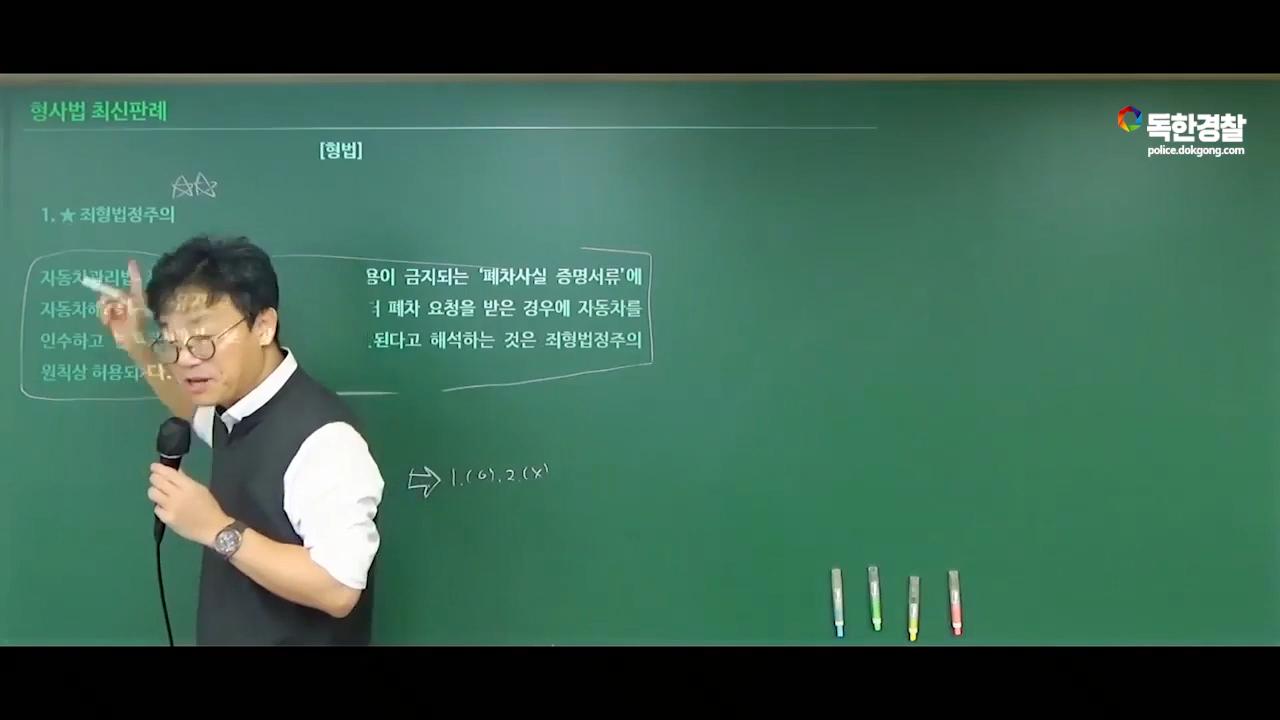 형사법 최신판례
독한경찰
police.dokgong.com
[형법]
1. ★ 죄형법정주의
자동차관리법 용이 금지되는 '폐차사실 증명서류'에
자동차해 폐차 요청을 받은 경우에 자동차를
인수하고 된다고 해석하는 것은 죄형법정주의
원칙상 허용되 다.
⇨ 1.(O). 2.(X)